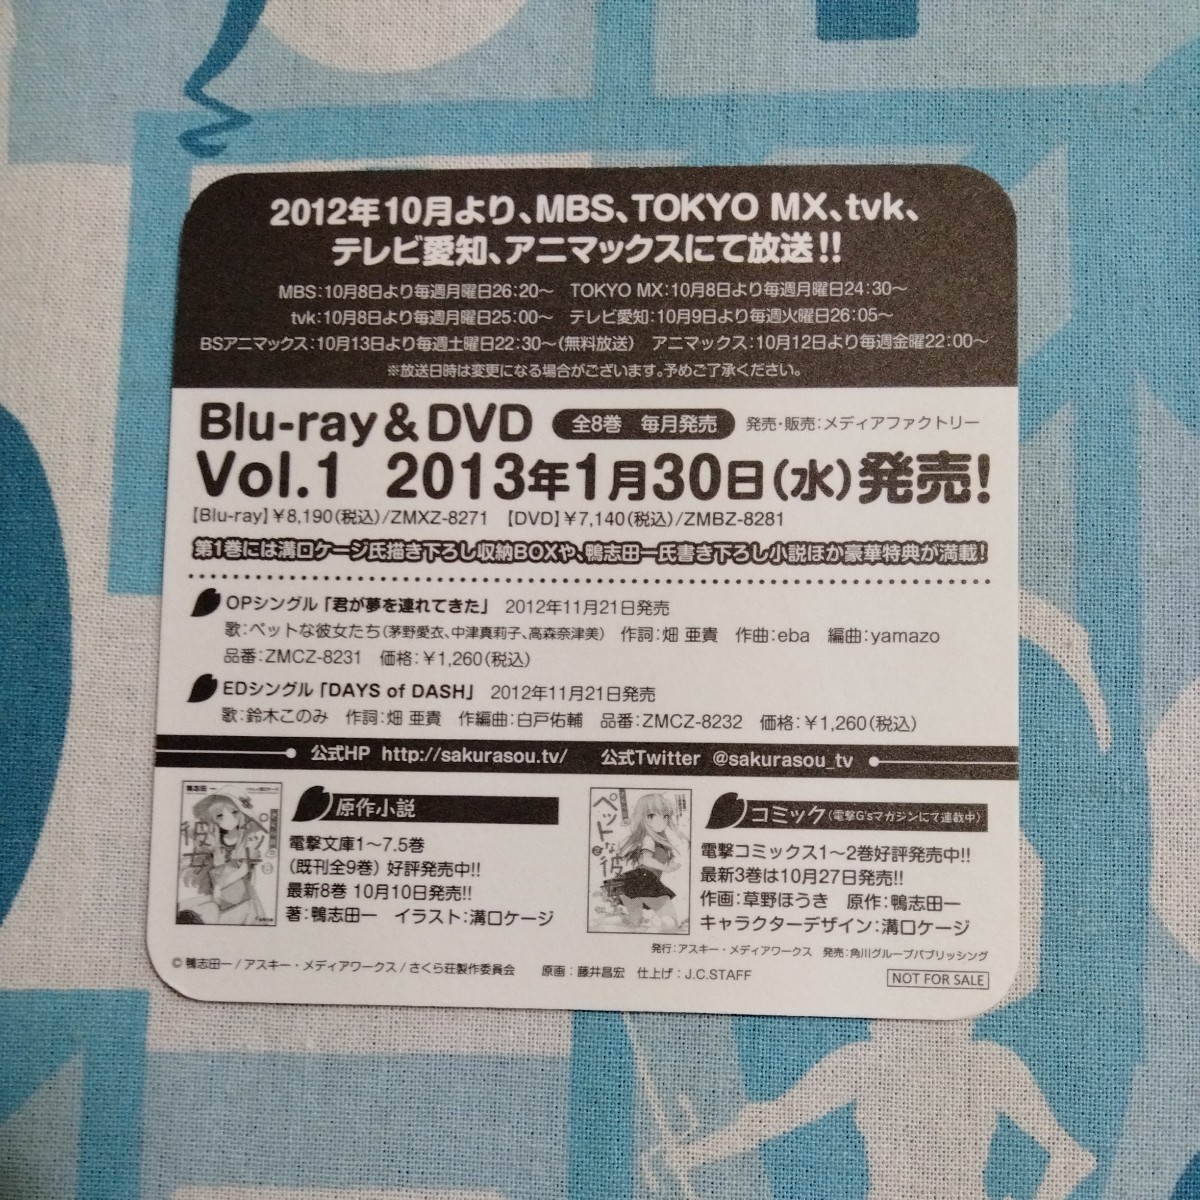 2012年10月より、MBS、TOKYO MX、tvk、
テレビ愛知、アニマックスにて放送!!
MBS:10月8日より毎週月曜日26:20～ TOKYO MX:10月8日より毎週月曜日24:30～
tvk:10月8日より毎週月曜日25:00～ テレビ愛知:10月9日より毎週火曜日26:05～
BSアニマックス:10月13日より毎週土曜日22:30～(無料放送) アニマックス:10月12日より毎週金曜22:00～
※放送日時は変更になる場合がございます。予めご了承ください。
Blu-ray & DVD 全8巻 毎月発売 発売・販売:メディアファクトリー
Vol.1 2013年1月30日(水)発売!
【Blu-ray】¥8,190(税込)/ZMXZ-8271 【DVD】¥7,140(税込)/ZMBZ-8281
第1巻には溝口ケージ氏描き下ろし収納BOXや、鴨志田一氏書き下ろし小説ほか豪華特典が満載!
OPシングル「君が夢を連れてきた」 2012年11月21日発売
歌:ペットな彼女たち(茅野愛衣、中津真莉子、高森奈津美) 作詞:畑 亜貴 作曲:eba 編曲:yamazo
品番:ZMCZ-8231 価格:¥1,260(税込)
EDシングル「DAYS of DASH」 2012年11月21日発売
歌:鈴木このみ 作詞:畑 亜貴 作編曲:白戸佑輔 品番:ZMCZ-8232 価格:¥1,260(税込)
公式HP http://sakurasou.tv/ 公式Twitter @sakurasou_tv
鴨志田一
ペットな
彼女
原作小説
電撃文庫1～7.5巻
(既刊全9巻) 好評発売中!!
最新8巻 10月10日発売!!
著:鴨志田一 イラスト:溝口ケージ
ペットな彼
コミック(電撃G'sマガジンにて連載中)
電撃コミックス1～2巻好評発売中!!
最新3巻は10月27日発売!!
作画:草野ほうき 原作:鴨志田一
キャラクターデザイン:溝口ケージ
発行:アスキー・メディアワークス 発売:角川グループパブリッシング
© 鴨志田一/アスキー・メディアワークス/さくら荘製作委員会 原画:藤井昌宏 仕上げ:J.C.STAFF
NOT FOR SALE